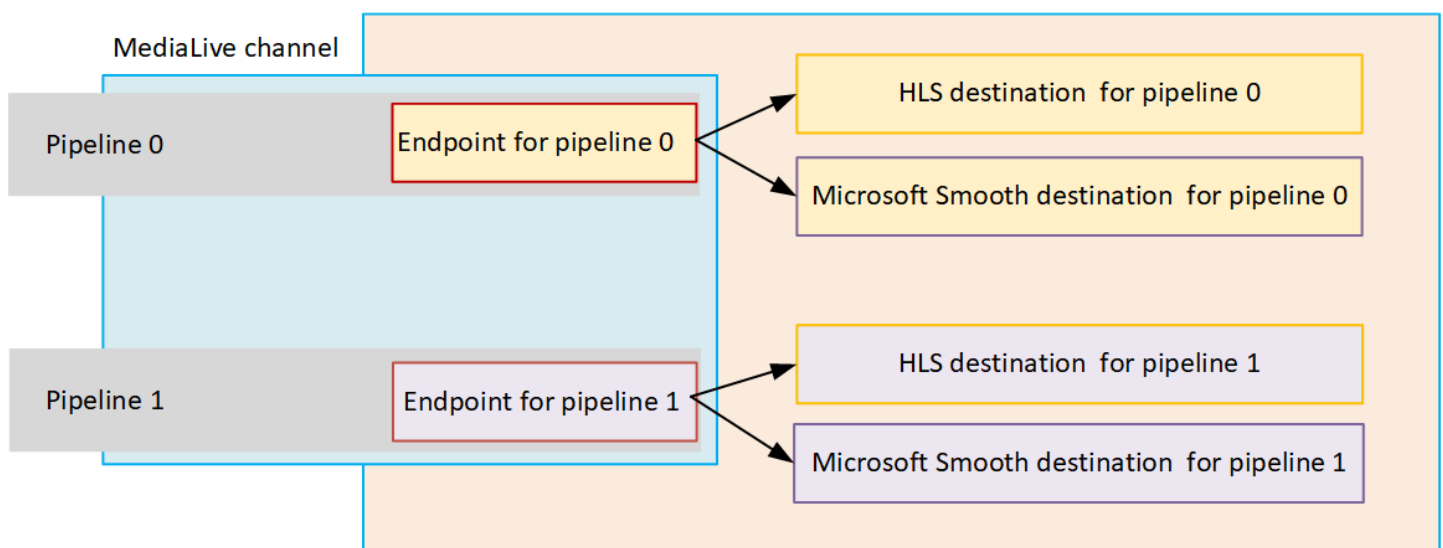 MediaLive channel
Pipeline 0
Endpoint for pipeline 0
HLS destination for pipeline 0
Microsoft Smooth destination for pipeline 0
Pipeline 1
Endpoint for pipeline 1
HLS destination for pipeline 1
Microsoft Smooth destination for pipeline 1